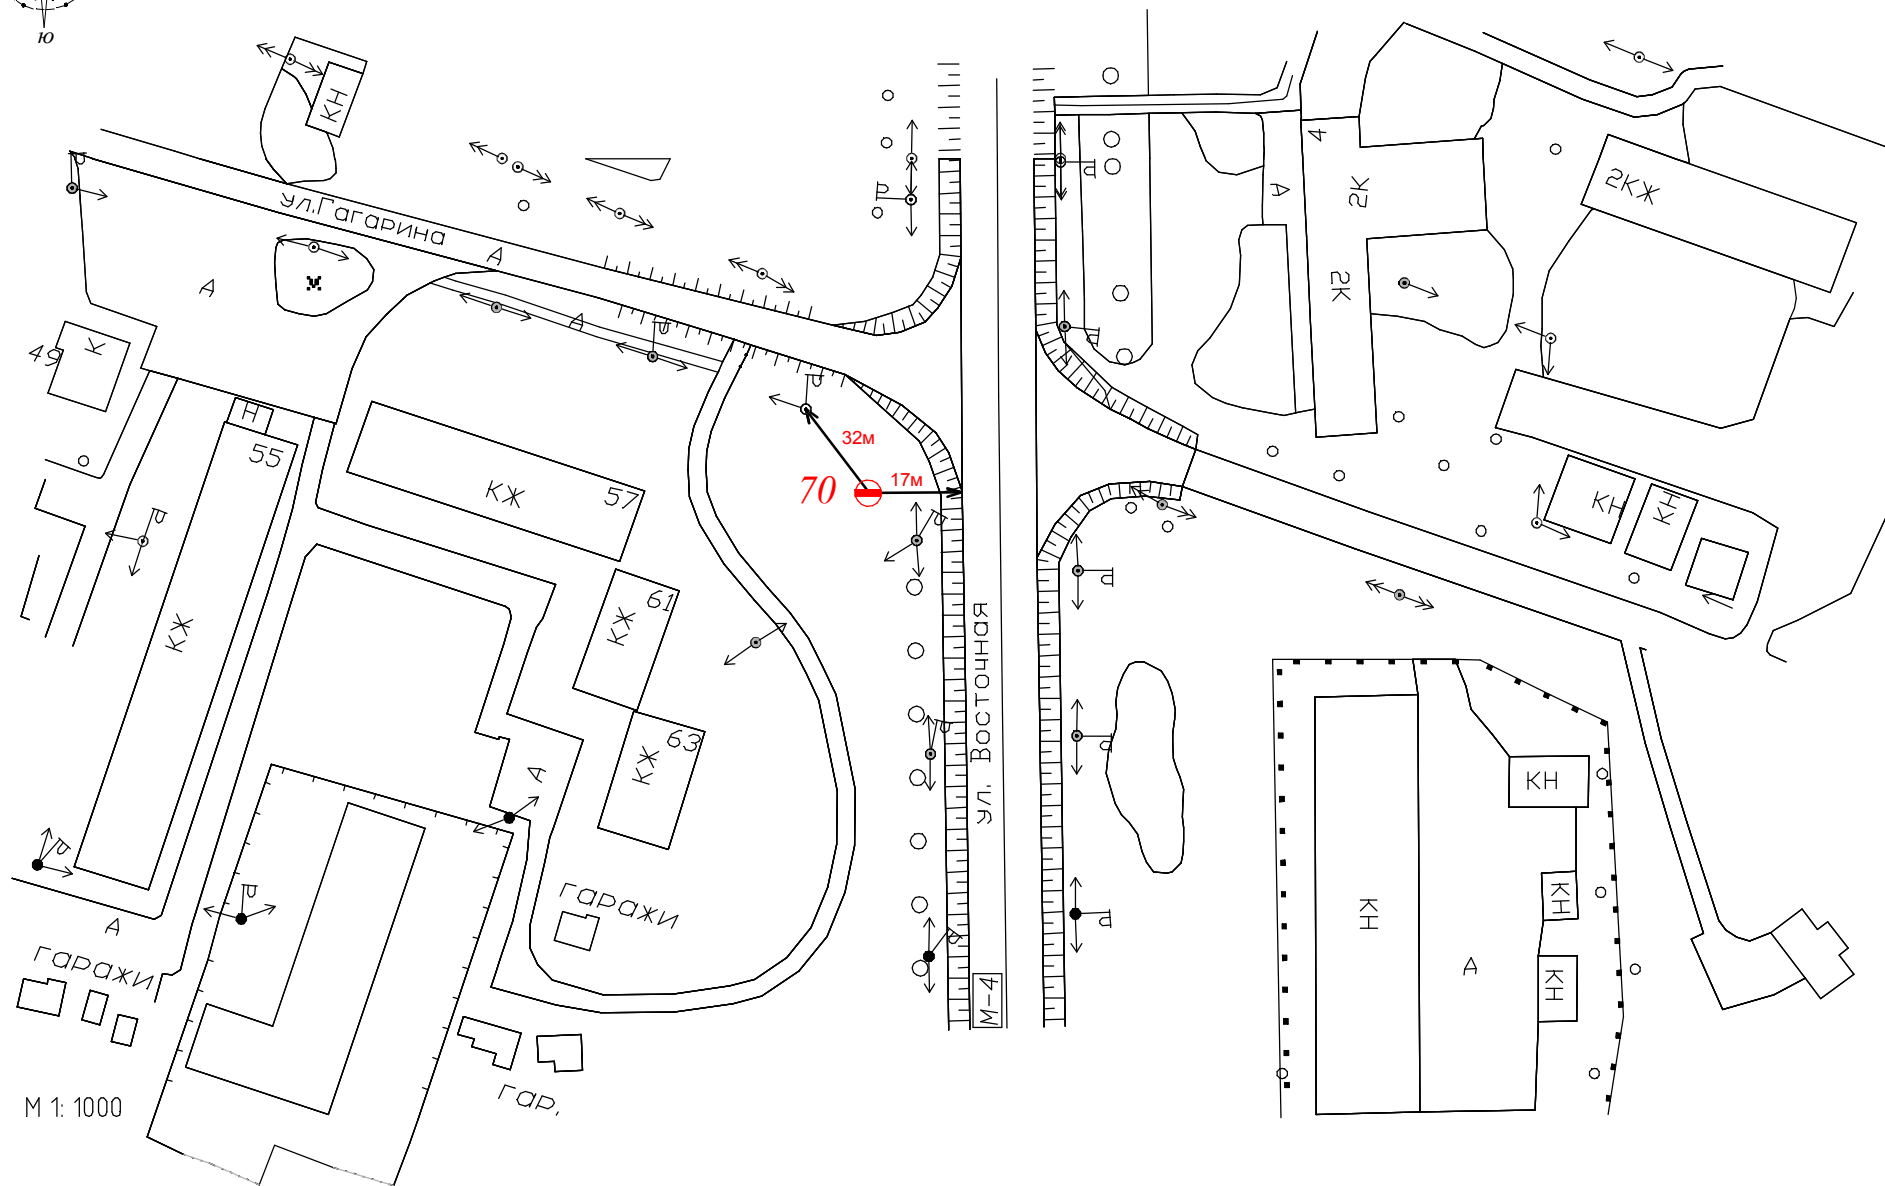 ю
КН
ул.Гагарина
А
А
А
49
К
Н
55
КЖ
57
КЖ
61
КЖ
63
КЖ
А
А
гаражи
гаражи
гар.
М 1: 1000
32м
17м
70
ул. Восточная
М-4
4
А
2К
2К
2КЖ
КН
КН
КН
КН
КН
КН
А